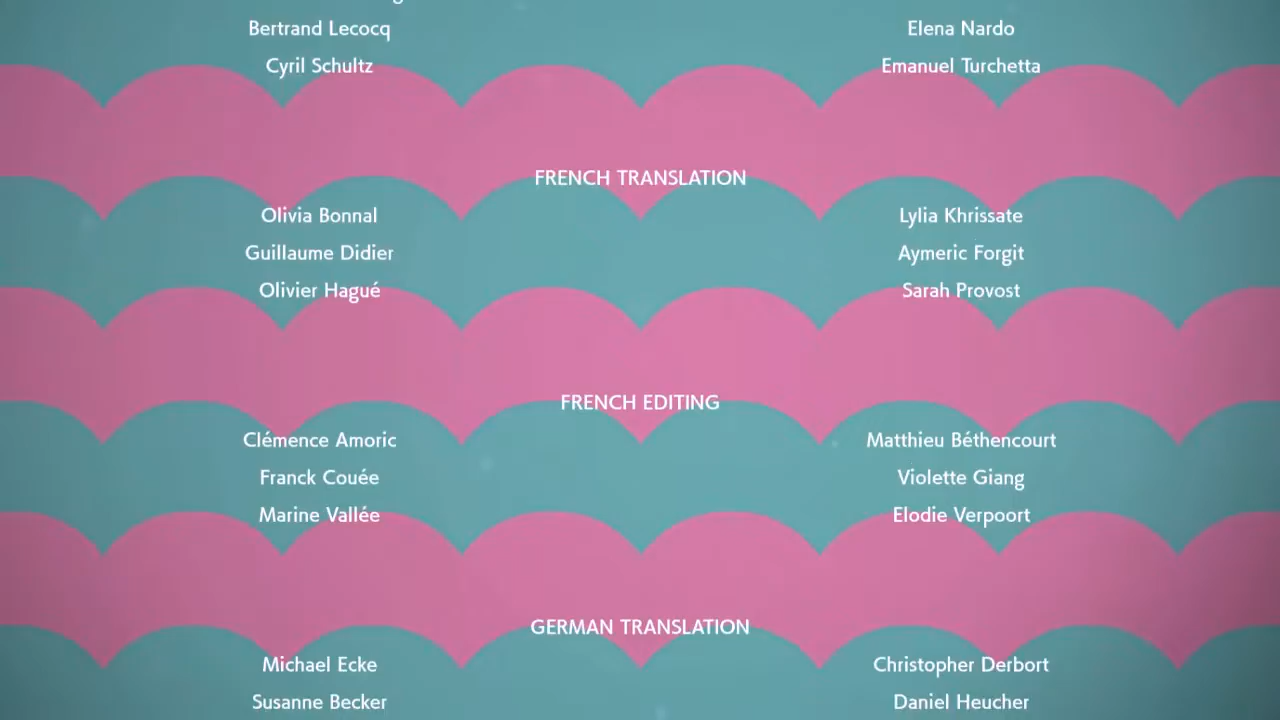 Bertrand Lecocq Elena Nardo
Cyril Schultz Emanuel Turchetta
FRENCH TRANSLATION
Olivia Bonnal Lylia Khrissate
Guillaume Didier Aymeric Forgit
Olivier Hagué Sarah Provost
FRENCH EDITING
Clémence Amoric Matthieu Béthencourt
Franck Couée Violette Giang
Marine Vallée Elodie Verpoort
GERMAN TRANSLATION
Michael Ecke Christopher Derbort
Susanne Becker Daniel Heucher